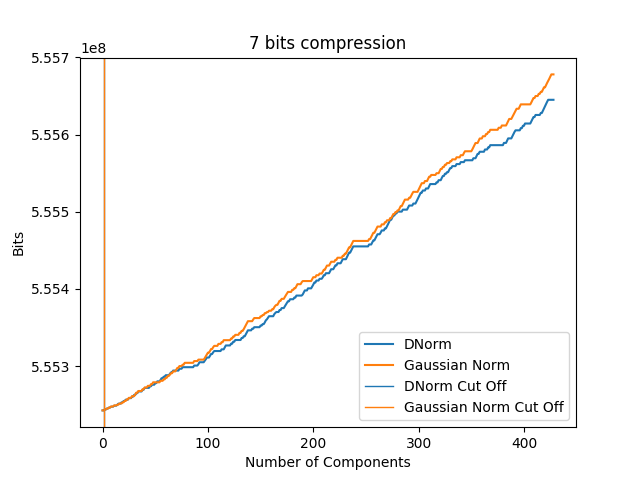 7 bits compression
1e8
5.557
5.556
5.555
5.554
5.553
Bits
0 100 200 300 400
Number of Components
DNorm
Gaussian Norm
DNorm Cut Off
Gaussian Norm Cut Off